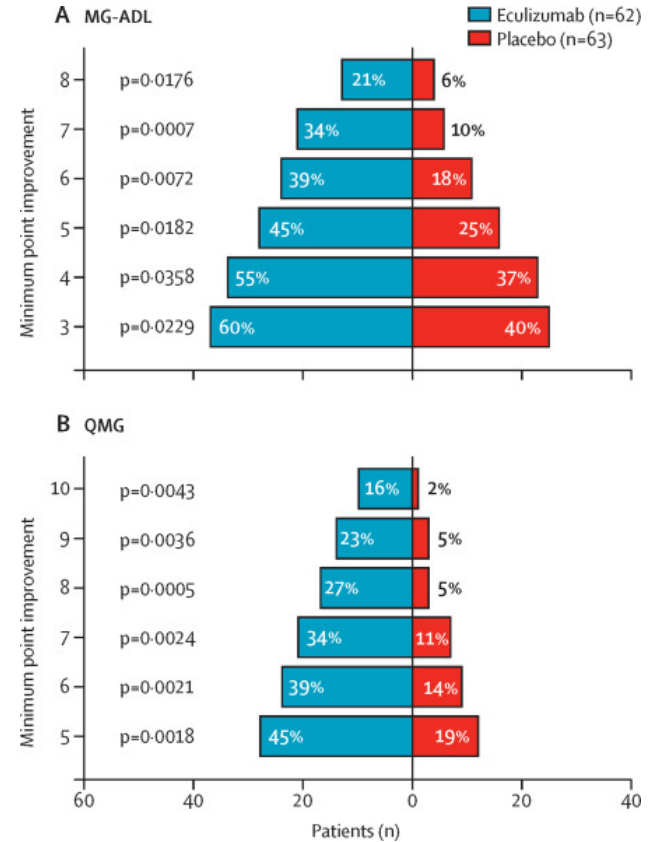 A MG-ADL
Eculizumab (n=62)
Placebo (n=63)
Minimum point improvement
8 p=0·0176 21% 6%
7 p=0·0007 34% 10%
6 p=0·0072 39% 18%
5 p=0·0182 45% 25%
4 p=0·0358 55% 37%
3 p=0·0229 60% 40%
B QMG
Minimum point improvement
10 p=0·0043 16% 2%
9 p=0·0036 23% 5%
8 p=0·0005 27% 5%
7 p=0·0024 34% 11%
6 p=0·0021 39% 14%
5 p=0·0018 45% 19%
60 40 20 0 20 40
Patients (n)